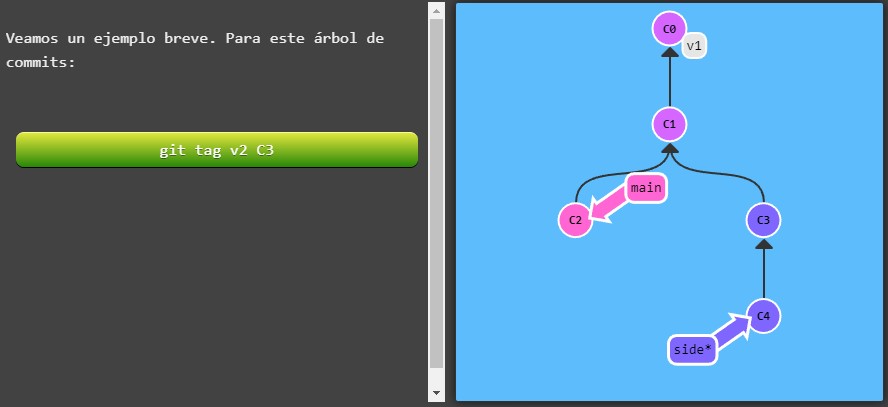 Veamos un ejemplo breve. Para este árbol de
commits:
git tag v2 C3
C0
v1
C1
main
C2
C3
C4
side*